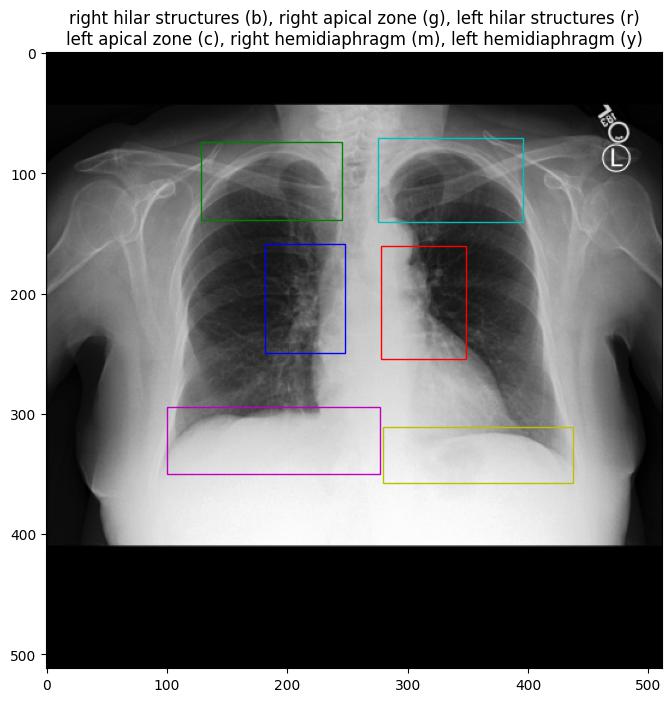 right hilar structures (b), right apical zone (g), left hilar structures (r)
left apical zone (c), right hemidiaphragm (m), left hemidiaphragm (y)
0
100
200
300
400
500
L
0 100 200 300 400 500